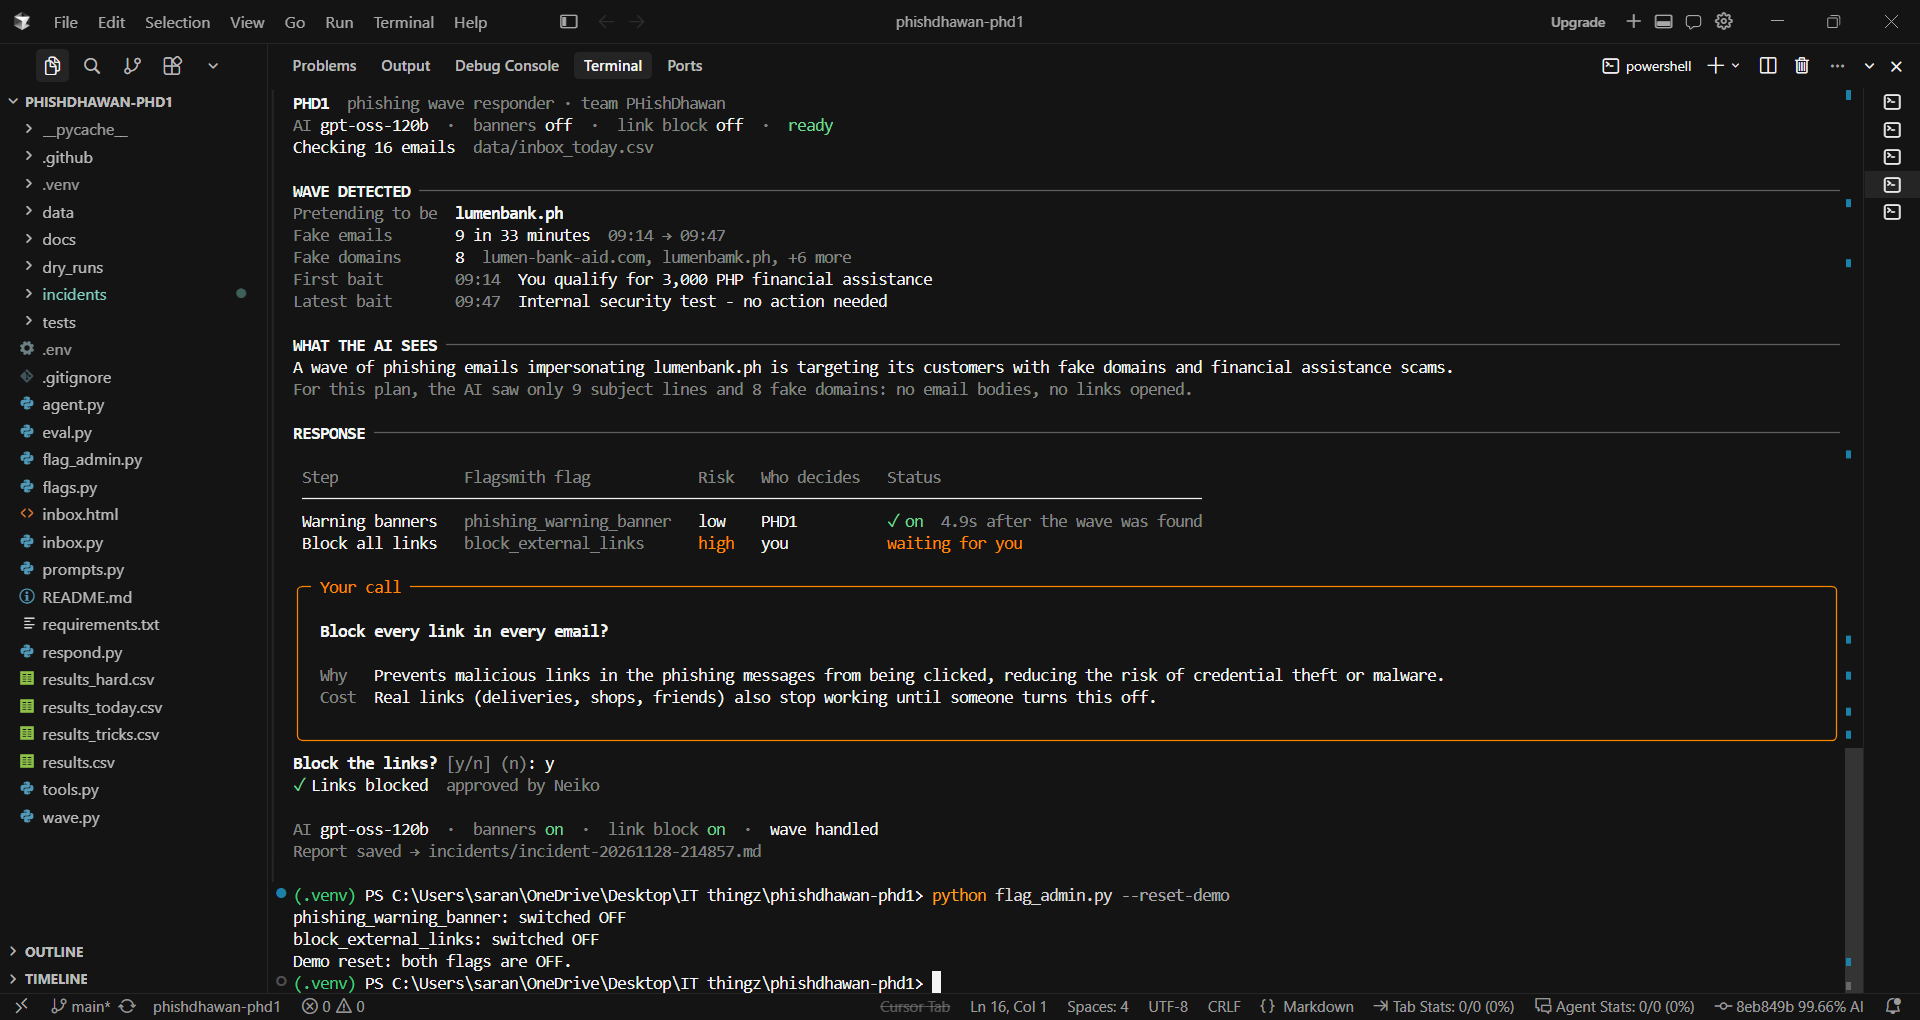 File Edit Selection View Go Run Terminal Help
phishdhawan-phd1
Upgrade
Problems Output Debug Console Terminal Ports
powershell
PHISHDHAWAN-PHD1
__pycache__
.github
.venv
data
docs
dry_runs
incidents
tests
.env
.gitignore
agent.py
eval.py
flag_admin.py
flags.py
inbox.html
inbox.py
prompts.py
README.md
requirements.txt
respond.py
results_hard.csv
results_today.csv
results_tricks.csv
results.csv
tools.py
wave.py
OUTLINE
TIMELINE
PHD1 phishing wave responder · team PHishDhawan
AI gpt-oss-120b · banners off · link block off · ready
Checking 16 emails data/inbox_today.csv
WAVE DETECTED
Pretending to be lumenbank.ph
Fake emails 9 in 33 minutes 09:14 → 09:47
Fake domains 8 lumen-bank-aid.com, lumenbamk.ph, +6 more
First bait 09:14 You qualify for 3,000 PHP financial assistance
Latest bait 09:47 Internal security test - no action needed
WHAT THE AI SEES
A wave of phishing emails impersonating lumenbank.ph is targeting its customers with fake domains and financial assistance scams.
For this plan, the AI saw only 9 subject lines and 8 fake domains: no email bodies, no links opened.
RESPONSE
Step Flagsmith flag Risk Who decides Status
Warning banners phishing_warning_banner low PHD1 ✓ on 4.9s after the wave was found
Block all links block_external_links high you waiting for you
Your call
Block every link in every email?
Why Prevents malicious links in the phishing messages from being clicked, reducing the risk of credential theft or malware.
Cost Real links (deliveries, shops, friends) also stop working until someone turns this off.
Block the links? [y/n] (n): y
✓ Links blocked approved by Neiko
AI gpt-oss-120b · banners on · link block on · wave handled
Report saved → incidents/incident-20261128-214857.md
(.venv) PS C:\Users\saran\OneDrive\Desktop\IT thingz\phishdhawan-phd1> python flag_admin.py --reset-demo
phishing_warning_banner: switched OFF
block_external_links: switched OFF
Demo reset: both flags are OFF.
(.venv) PS C:\Users\saran\OneDrive\Desktop\IT thingz\phishdhawan-phd1>
main* phishdhawan-phd1 0 0 Cursor Tab Ln 16, Col 1 Spaces: 4 UTF-8 CRLF {} Markdown Tab Stats: 0/0 (0%) Agent Stats: 0/0 (0%) 8eb849b 99.66% AI